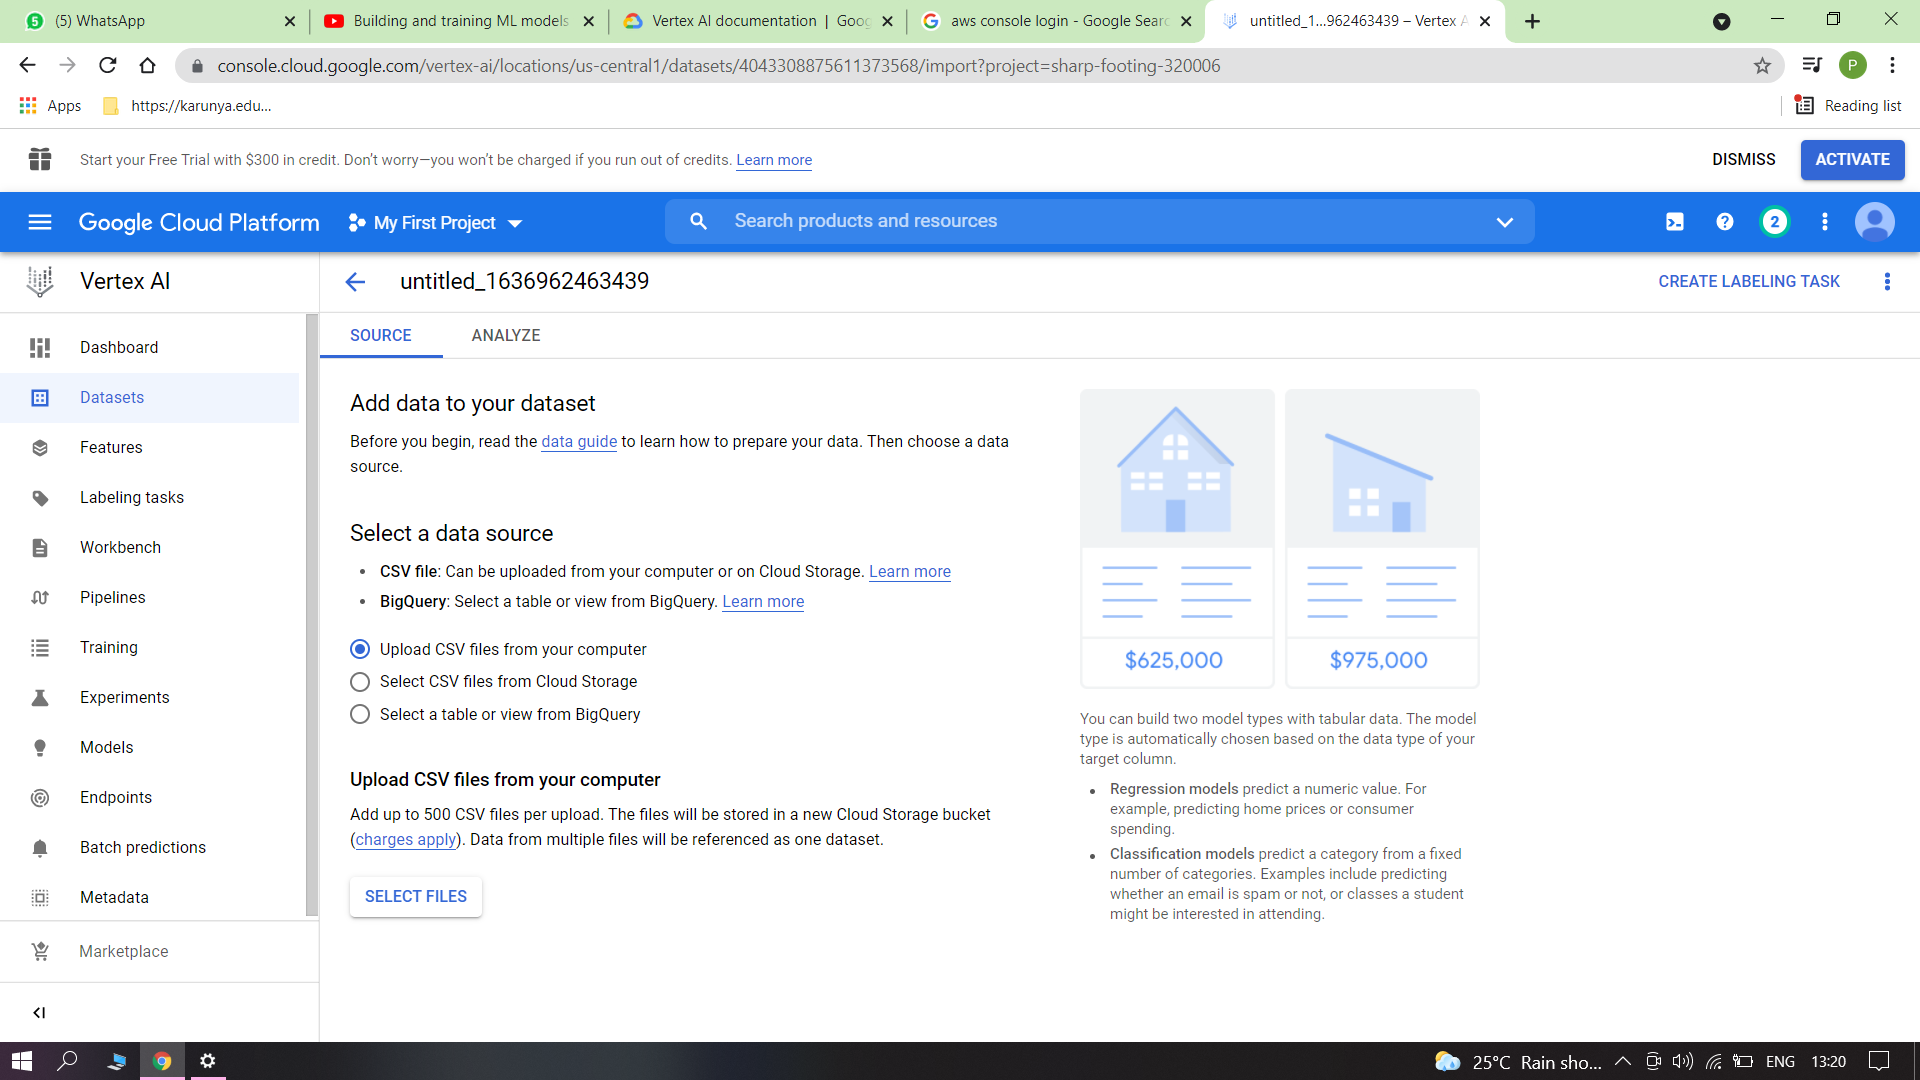 5 (5) WhatsApp
Building and training ML models
Vertex AI documentation | Goog
aws console login - Google Searc
untitled_1...962463439 – Vertex A
console.cloud.google.com/vertex-ai/locations/us-central1/datasets/4043308875611373568/import?project=sharp-footing-320006
P
Apps
https://karunya.edu...
Reading list
Start your Free Trial with $300 in credit. Don't worry—you won't be charged if you run out of credits. Learn more
DISMISS
ACTIVATE
Google Cloud Platform
My First Project
Search products and resources
2
Vertex AI
untitled_1636962463439
CREATE LABELING TASK
SOURCE
ANALYZE
Dashboard
Datasets
Features
Labeling tasks
Workbench
Pipelines
Training
Experiments
Models
Endpoints
Batch predictions
Metadata
Marketplace
Add data to your dataset
Before you begin, read the data guide to learn how to prepare your data. Then choose a data
source.
Select a data source
• CSV file: Can be uploaded from your computer or on Cloud Storage. Learn more
• BigQuery: Select a table or view from BigQuery. Learn more
Upload CSV files from your computer
Select CSV files from Cloud Storage
Select a table or view from BigQuery
Upload CSV files from your computer
Add up to 500 CSV files per upload. The files will be stored in a new Cloud Storage bucket
(charges apply). Data from multiple files will be referenced as one dataset.
SELECT FILES
$625,000
$975,000
You can build two model types with tabular data. The model
type is automatically chosen based on the data type of your
target column.
• Regression models predict a numeric value. For
example, predicting home prices or consumer
spending.
• Classification models predict a category from a fixed
number of categories. Examples include predicting
whether an email is spam or not, or classes a student
might be interested in attending.
25°C Rain sho...
ENG
13:20